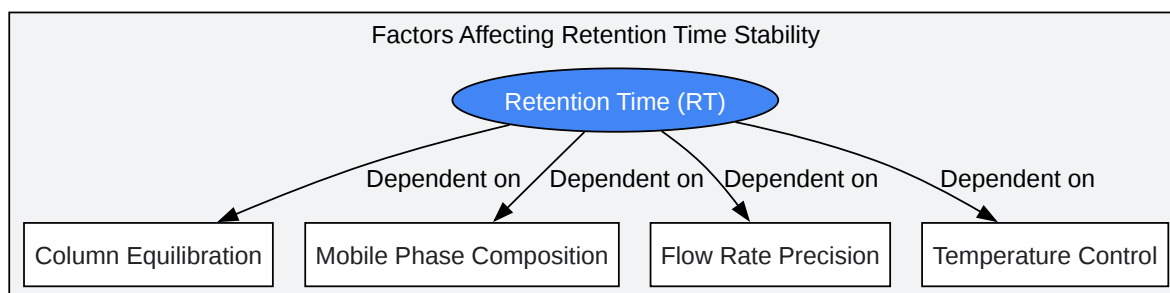 Factors Affecting Retention Time Stability
Retention Time (RT)
Dependent on
Dependent on
Dependent on
Dependent on
Column Equilibration
Mobile Phase Composition
Flow Rate Precision
Temperature Control